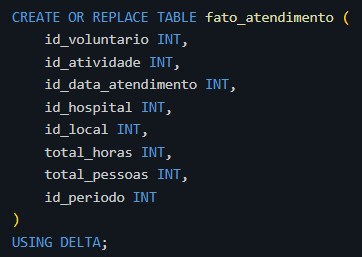 CREATE OR REPLACE TABLE fato_atendimento (
    id_voluntario INT,
    id_atividade INT,
    id_data_atendimento INT,
    id_hospital INT,
    id_local INT,
    total_horas INT,
    total_pessoas INT,
    id_periodo INT
)
USING DELTA;